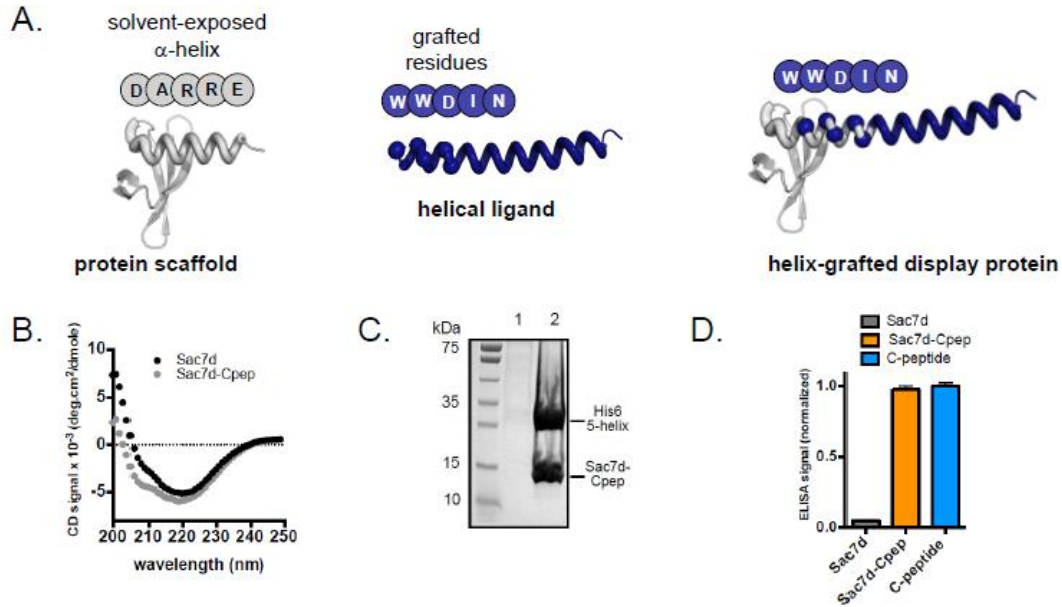 A.
solvent-exposed
α-helix
D A R R E
protein scaffold
grafted
residues
W W D I N
helical ligand
W W D I N
helix-grafted display protein
B.
CD signal x 10⁻³ (deg.cm²/dmole)
10
5
0
-5
200 210 220 230 240 250
wavelength (nm)
Sac7d
Sac7d-Cpep
C.
kDa
1 2
75
35
25
15
10
His6
5-helix
Sac7d-
Cpep
D.
Sac7d
Sac7d-Cpep
C-peptide
ELISA signal (normalized)
1.0
0.5
0.0
Sac7d
Sac7d-Cpep
C-peptide